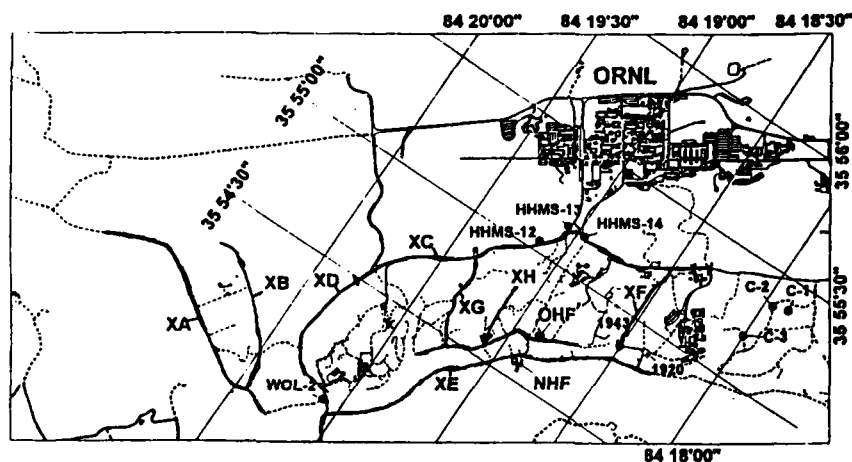 84 20'00" 84 19'30" 84 19'00" 84 18'30"
ORNL
35 55'00"
35 56'00"
35 54'30"
HHMS-13
HHMS-12
HHMS-14
XC
XB
XD
XH
XF
C-2
C-1
XA
XG
OHF
1943
C-3
35 55'30"
WOL-2
XE
NHF
1920
84 18'00"